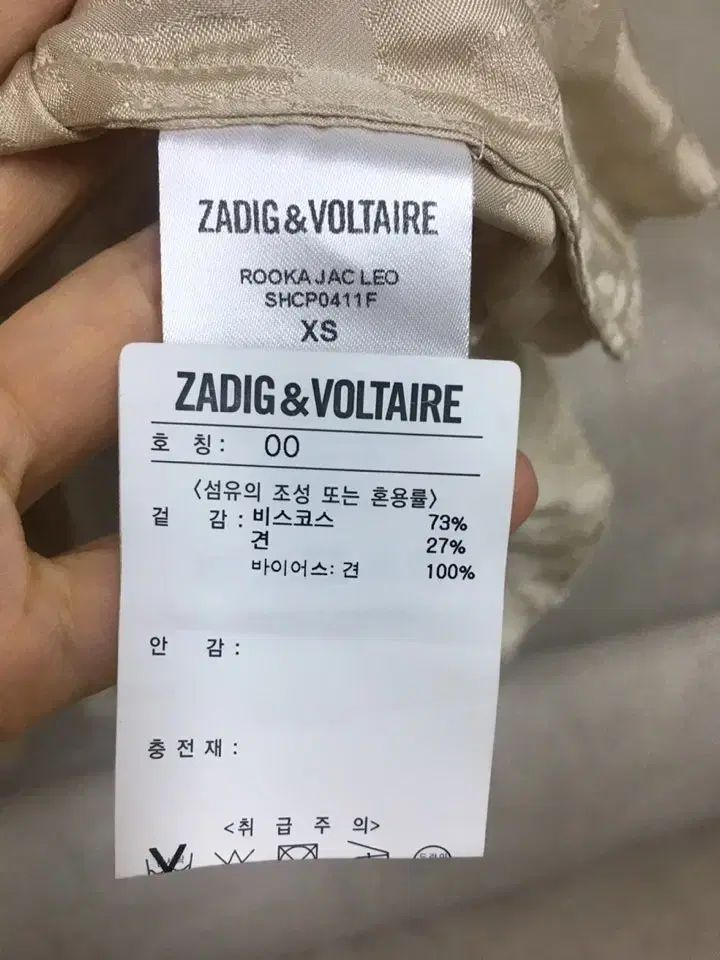 ZADIG&VOLTAIRE
ROOKA JAC LEO
SHCP0411F
XS
ZADIG&VOLTAIRE
호 칭: 00
<섬유의 조성 또는 혼용률>
겉 감: 비스코스 73%
견 27%
바이어스: 견 100%
안 감:
충전재:
<취 급 주 의>